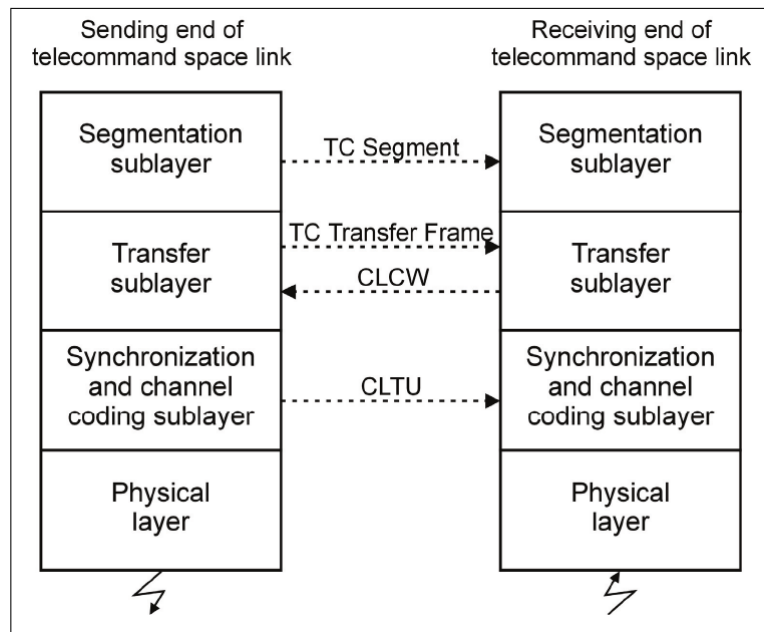 Sending end of
telecommand space link
Receiving end of
telecommand space link
Segmentation
sublayer
TC Segment
Segmentation
sublayer
Transfer
sublayer
TC Transfer Frame
CLCW
Transfer
sublayer
Synchronization
and channel
coding sublayer
CLTU
Synchronization
and channel
coding sublayer
Physical
layer
Physical
layer